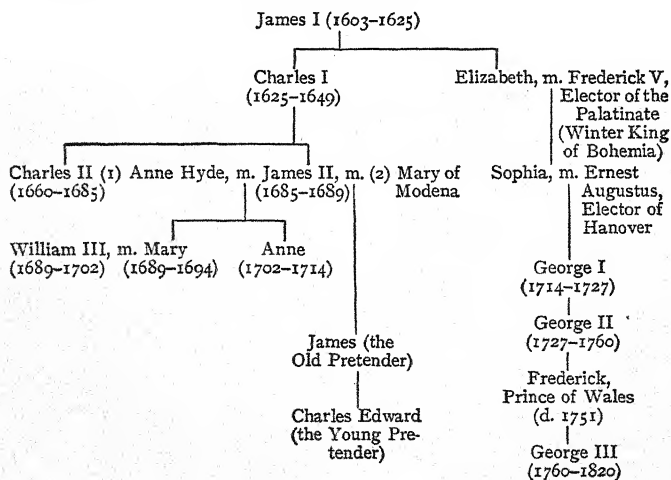 James I (1603–1625)
Charles I
(1625–1649)
Elizabeth, m. Frederick V,
Elector of the
Palatinate
(Winter King
of Bohemia)
Charles II (1) Anne Hyde, m. James II, m. (2) Mary of
(1660–1685) (1685–1689) Modena
Sophia, m. Ernest
Augustus,
Elector of
Hanover
William III, m. Mary Anne
(1689–1702) (1689–1694) (1702–1714)
George I
(1714–1727)
George II
(1727–1760)
James (the
Old Pretender)
Frederick,
Prince of Wales
(d. 1751)
Charles Edward
(the Young Pre-
tender)
George III
(1760–1820)